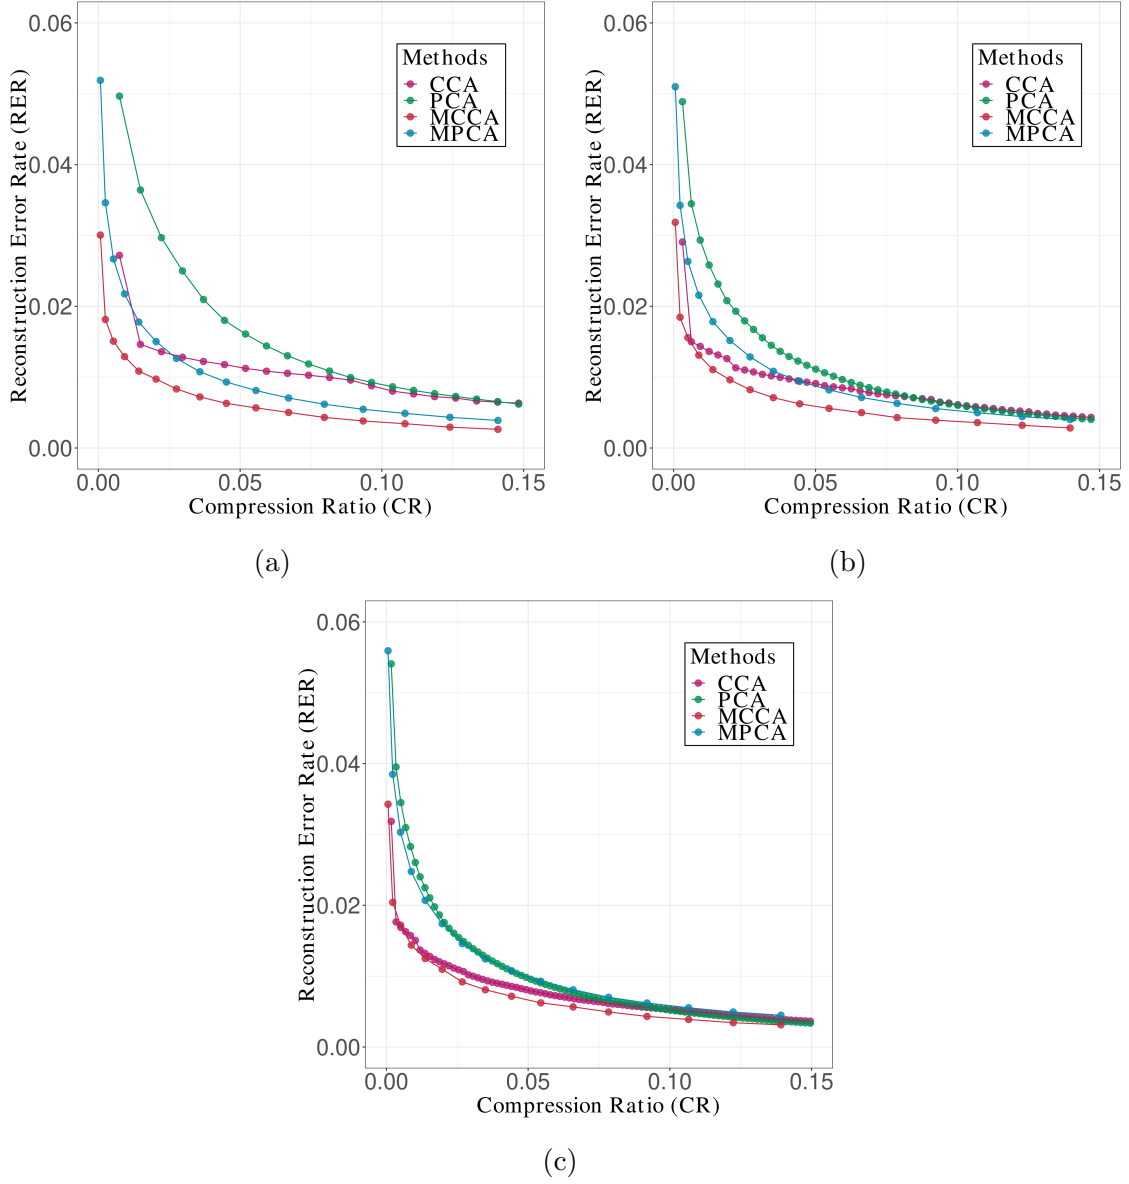 0.06
0.04
0.02
0.00
Reconstruction Error Rate (RER)
Methods
CCA
PCA
MCCA
MPCA
0.00 0.05 0.10 0.15
Compression Ratio (CR)
(a)
0.06
0.04
0.02
0.00
Reconstruction Error Rate (RER)
Methods
CCA
PCA
MCCA
MPCA
0.00 0.05 0.10 0.15
Compression Ratio (CR)
(b)
0.06
0.04
0.02
0.00
Reconstruction Error Rate (RER)
Methods
CCA
PCA
MCCA
MPCA
0.00 0.05 0.10 0.15
Compression Ratio (CR)
(c)